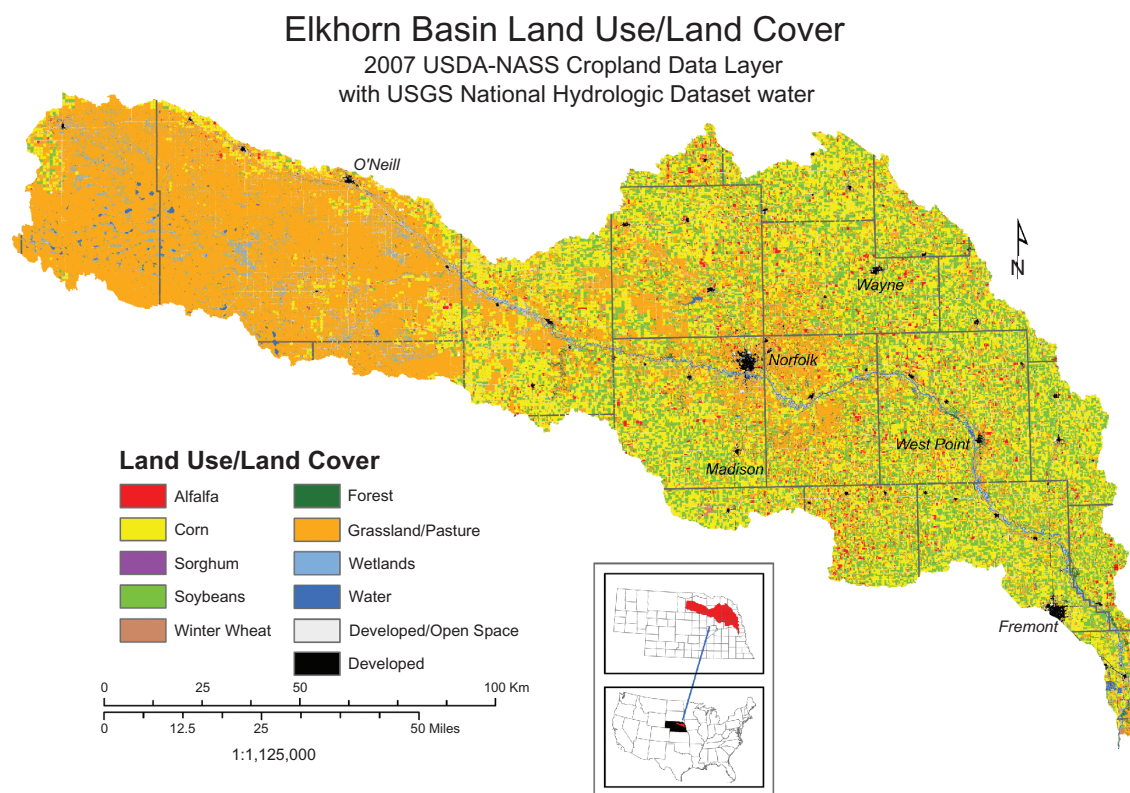 Elkhorn Basin Land Use/Land Cover
2007 USDA-NASS Cropland Data Layer
with USGS National Hydrologic Dataset water
O'Neill
N
Wayne
Norfolk
West Point
Madison
Fremont
Land Use/Land Cover
Alfalfa
Corn
Sorghum
Soybeans
Winter Wheat
Forest
Grassland/Pasture
Wetlands
Water
Developed/Open Space
Developed
0 25 50 100 Km
0 12.5 25 50 Miles
1:1,125,000